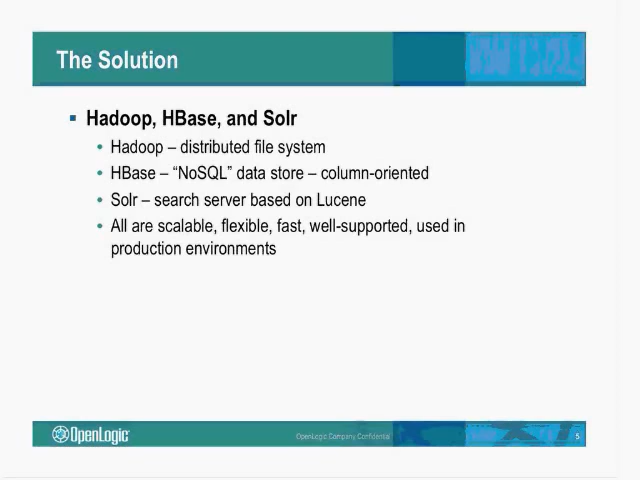 The Solution
Hadoop, HBase, and Solr
Hadoop – distributed file system
HBase – “NoSQL” data store – column-oriented
Solr – search server based on Lucene
All are scalable, flexible, fast, well-supported, used in
production environments
OpenLogic
OpenLogic Company Confidential
5